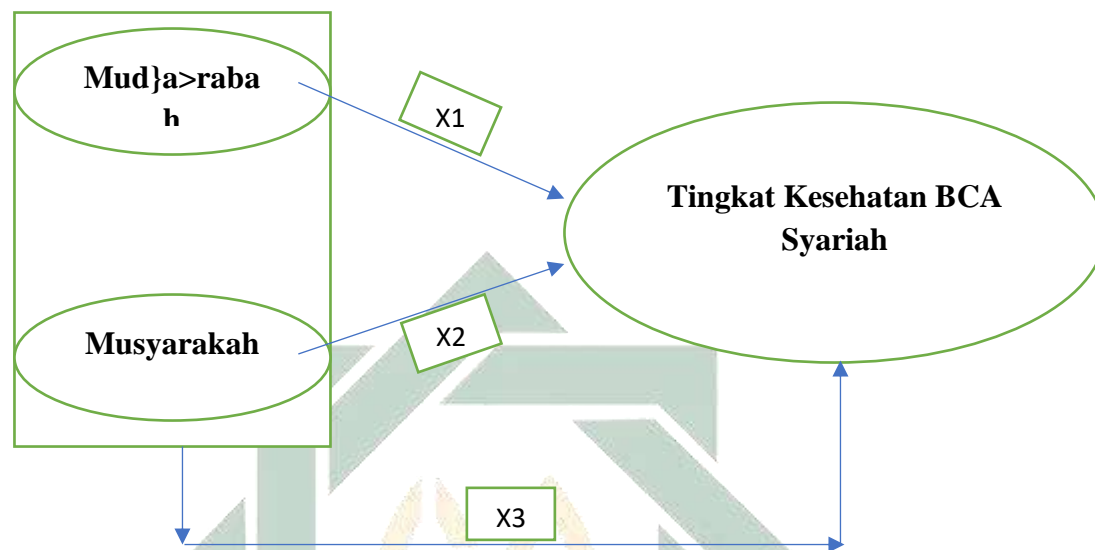 Mud}a>raba
h
X1
Tingkat Kesehatan BCA
Syariah
Musyarakah
X2
X3